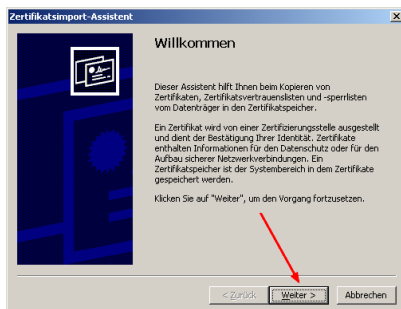 Zertifikatsimport-Assistent
Willkommen
Dieser Assistent hilft Ihnen beim Kopieren von
Zertifikaten, Zertifikatsvertrauenslisten und -sperrlisten
vom Datenträger in den Zertifikatspeicher.
Ein Zertifikat wird von einer Zertifizierungsstelle ausgestellt
und dient der Bestätigung Ihrer Identität. Zertifikate
enthalten Informationen für den Datenschutz oder für den
Aufbau sicherer Netzwerkverbindungen. Ein
Zertifikatspeicher ist der Systembereich in dem Zertifikate
gespeichert werden.
Klicken Sie auf "Weiter", um den Vorgang fortzusetzen.
< Zurück Weiter > Abbrechen